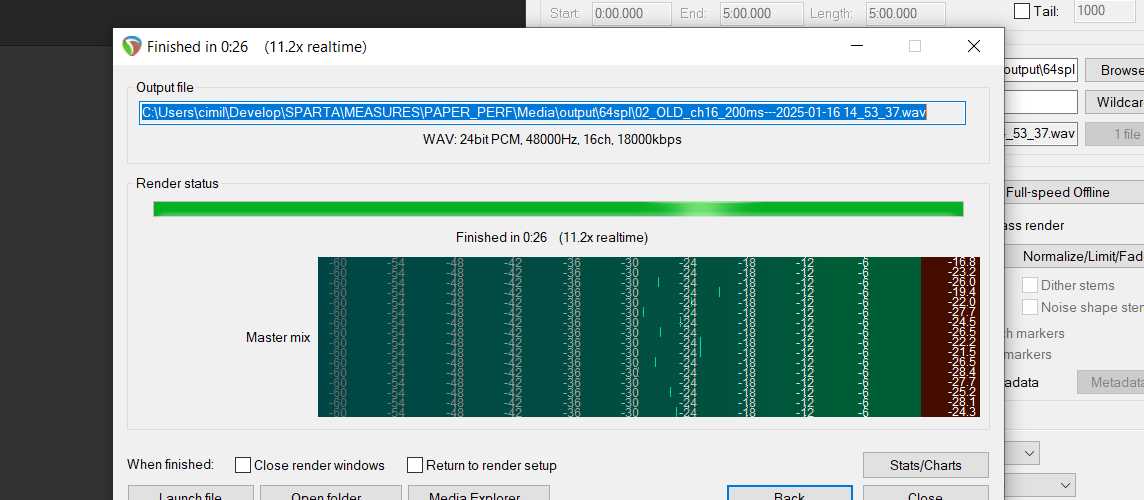 Start: 0:00.000 End: 5:00.000 Length: 5:00.000 Tail: 1000
Finished in 0:26 (11.2x realtime)
Output file
C:\Users\cimil\Develop\SPARTA\MEASURES\PAPER_PERF\Media\output\64spl\02_OLD_ch16_200ms---2025-01-16 14_53_37.wav
WAV: 24bit PCM, 48000Hz, 16ch, 18000kbps
output\64spl Browse
Wildcar
_53_37.wav 1 file
Render status
Full-speed Offline
Finished in 0:26 (11.2x realtime)
ass render
Normalize/Limit/Fad
Dither stems
Noise shape ster
ch markers
markers
adata Metadata
Master mix
-60 -54 -48 -42 -36 -30 -24 -18 -12 -6 -16.8
-60 -54 -48 -42 -36 -30 -24 -18 -12 -6 -23.2
-60 -54 -48 -42 -36 -30 -24 -18 -12 -6 -26.0
-60 -54 -48 -42 -36 -30 -24 -18 -12 -6 -19.4
-60 -54 -48 -42 -36 -30 -24 -18 -12 -6 -22.0
-60 -54 -48 -42 -36 -30 -24 -18 -12 -6 -27.7
-60 -54 -48 -42 -36 -30 -24 -18 -12 -6 -24.5
-60 -54 -48 -42 -36 -30 -24 -18 -12 -6 -26.5
-60 -54 -48 -42 -36 -30 -24 -18 -12 -6 -22.2
-60 -54 -48 -42 -36 -30 -24 -18 -12 -6 -21.5
-60 -54 -48 -42 -36 -30 -24 -18 -12 -6 -26.5
-60 -54 -48 -42 -36 -30 -24 -18 -12 -6 -28.4
-60 -54 -48 -42 -36 -30 -24 -18 -12 -6 -27.7
-60 -54 -48 -42 -36 -30 -24 -18 -12 -6 -25.2
-60 -54 -48 -42 -36 -30 -24 -18 -12 -6 -28.1
-60 -54 -48 -42 -36 -30 -24 -18 -12 -6 -24.3
When finished: Close render windows Return to render setup Stats/Charts
Launch file Open folder Media Explorer Back Close